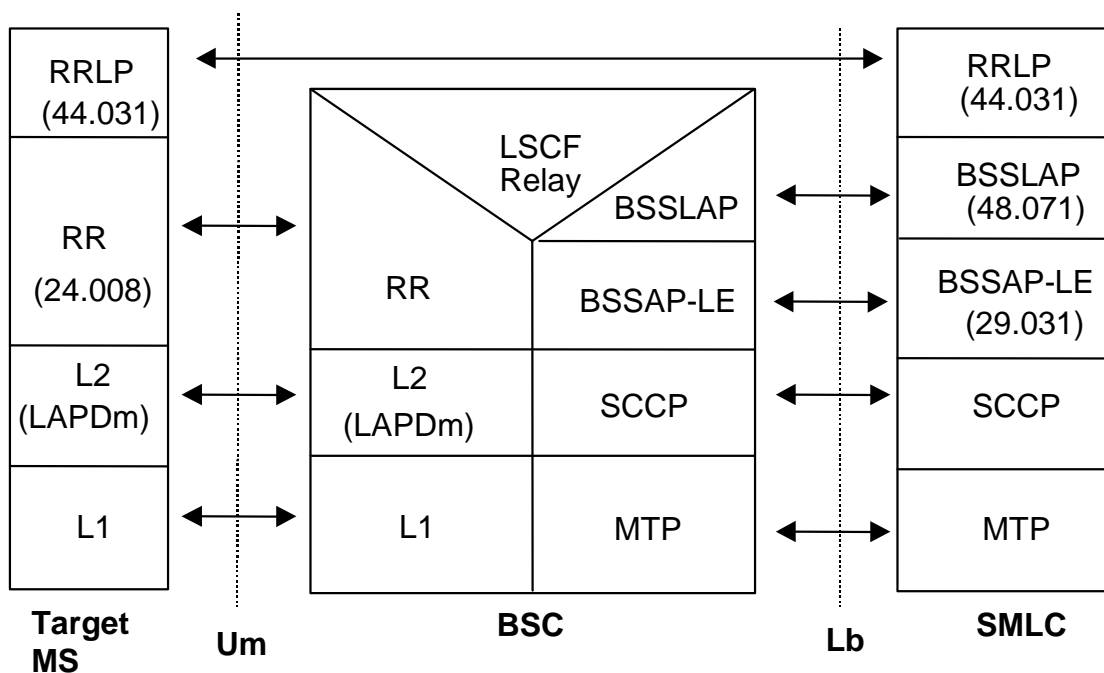 RRLP
(44.031)
RR
(24.008)
L2
(LAPDm)
L1
Target
MS
Um
LSCF
Relay
BSSLAP
RR
BSSAP-LE
L2
(LAPDm)
SCCP
L1
MTP
BSC
Lb
RRLP
(44.031)
BSSLAP
(48.071)
BSSAP-LE
(29.031)
SCCP
MTP
SMLC